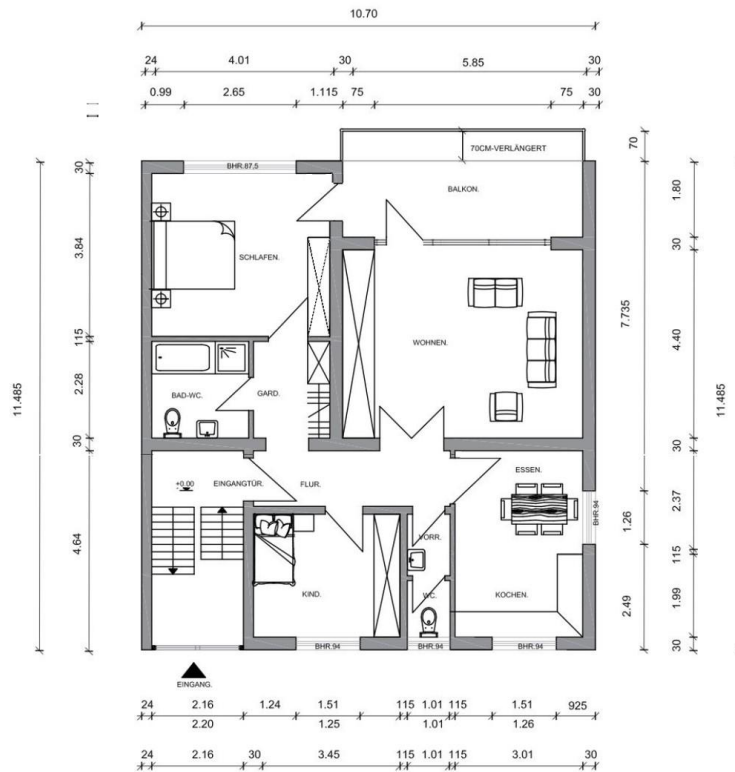 10.70
24 4.01 30 5.85 30
0.99 2.65 1.115 75 75 30
70CM-VERLÄNGERT
70
BHR.87,5
30
BALKON.
1.80
SCHLAFEN.
3.84
30
7.735
WOHNEN.
4.40
115
11.485
11.485
2.28
BAD-WC.
GARD.
30
30
ESSEN.
+0.00
EINGANGTÜR.
FLUR.
2.37
BHR.94
1.26
4.64
VORR.
115
KIND.
WC.
KOCHEN.
1.99
2.49
30
BHR.94 BHR.94 BHR.94
EINGANG.
24 2.16 1.24 1.51 115 1.01 115 1.51 925
2.20 1.25 1.01 1.26
24 2.16 30 3.45 115 1.01 115 3.01 30